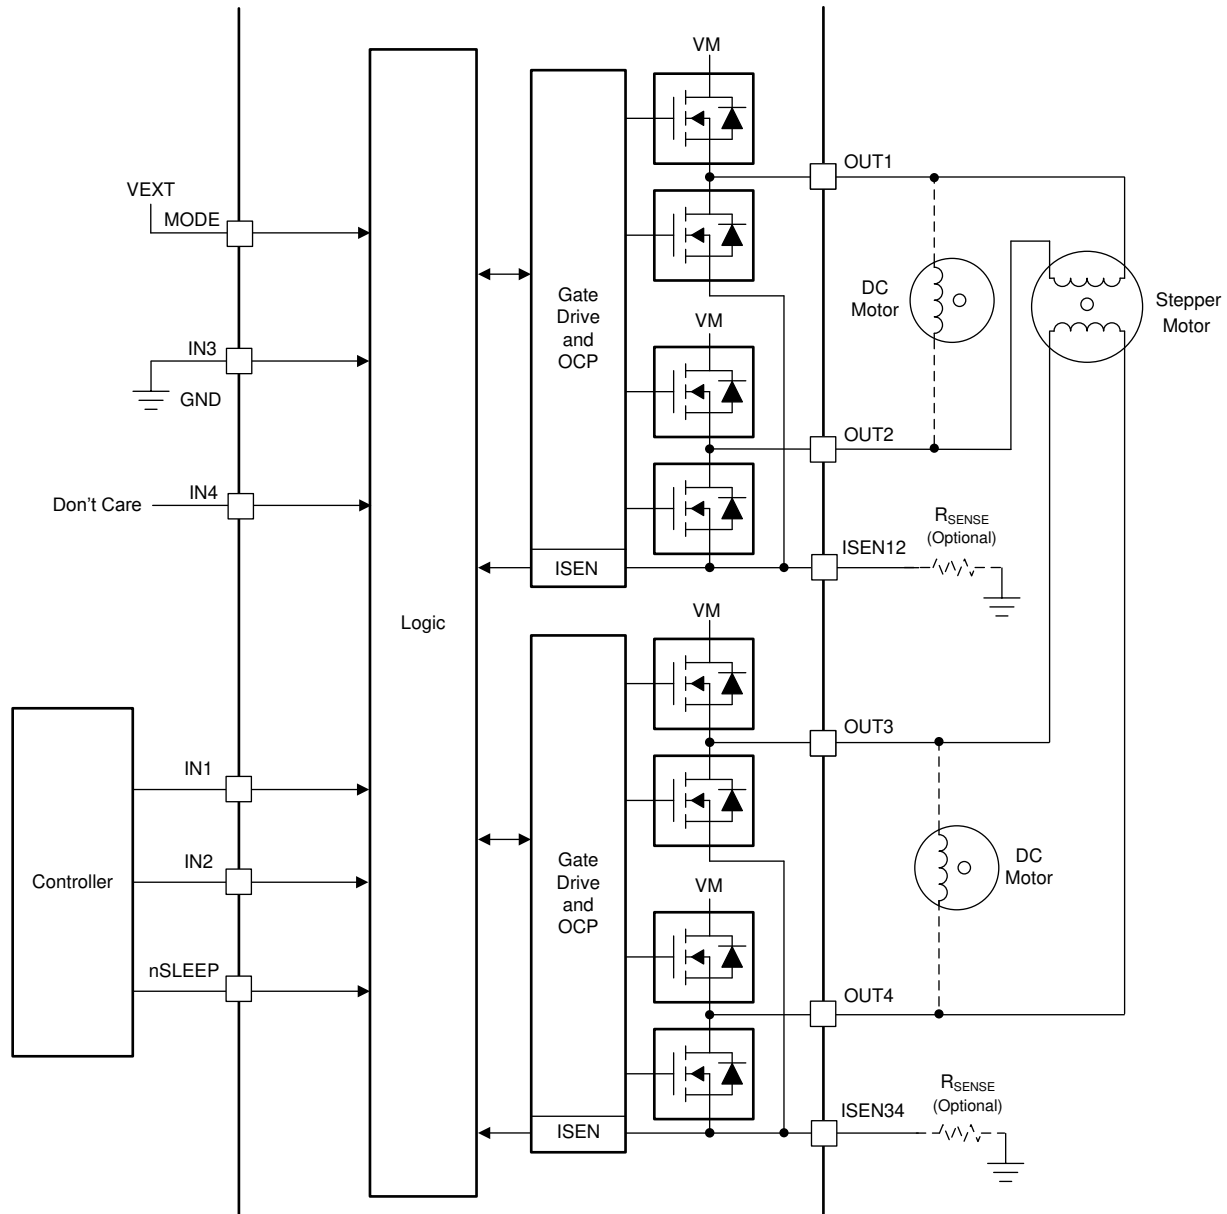 VM
OUT1
VEXT
MODE
DC
Motor
Stepper
Motor
Gate
Drive
and
OCP
VM
IN3
GND
OUT2
IN4
Don't Care
RSENSE
(Optional)
ISEN12
ISEN
VM
Logic
OUT3
IN1
IN2
Controller
Gate
Drive
and
OCP
DC
Motor
VM
nSLEEP
OUT4
RSENSE
(Optional)
ISEN34
ISEN